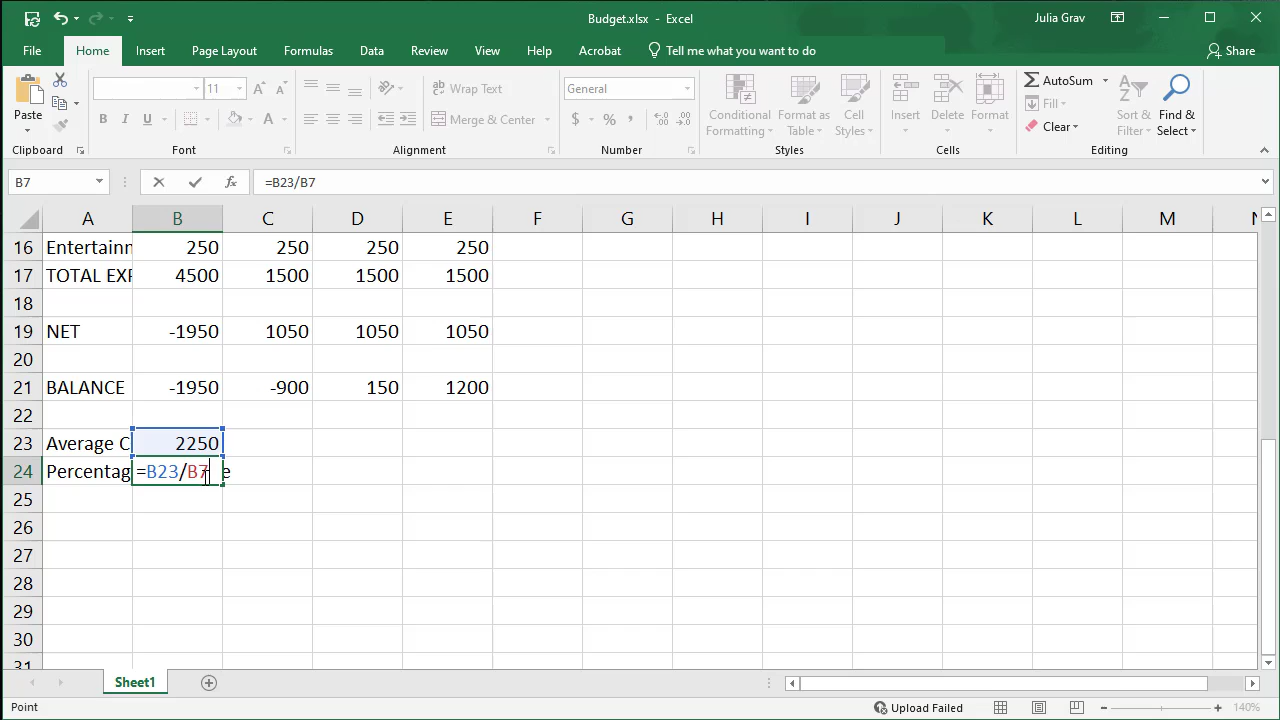 Budget.xlsx - Excel
Julia Grav
File Home Insert Page Layout Formulas Data Review View Help Acrobat Tell me what you want to do Share
Paste
11
Wrap Text
Merge & Center
General
Conditional Formatting
Format as Table
Cell Styles
Insert
Delete
Format
AutoSum
Fill
Clear
Sort & Filter
Find & Select
Clipboard Font Alignment Number Styles Cells Editing
B7 =B23/B7
A B C D E F G H I J K L M N
16 Entertainm 250 250 250 250
17 TOTAL EXP 4500 1500 1500 1500
18
19 NET -1950 1050 1050 1050
20
21 BALANCE -1950 -900 150 1200
22
23 Average C 2250
24 Percentag =B23/B7 e
25
26
27
28
29
30
31
Sheet1
Point Upload Failed 140%